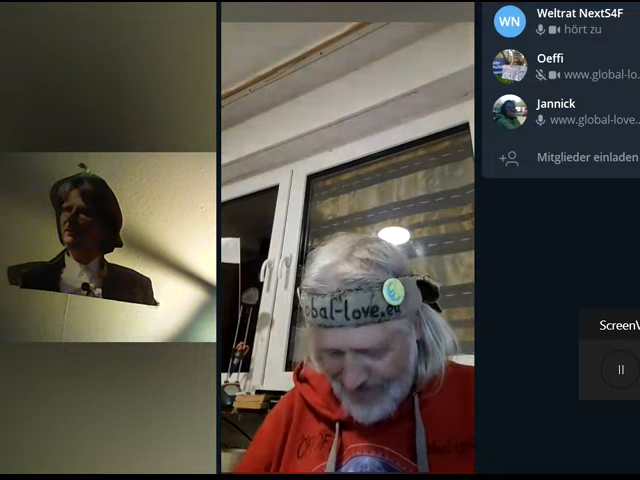 WN
Weltrat NextS4F
hört zu
Oeffi
www.global-lo...
Jannick
www.global-love...
Mitglieder einladen
ScreenV
obal-love.eu